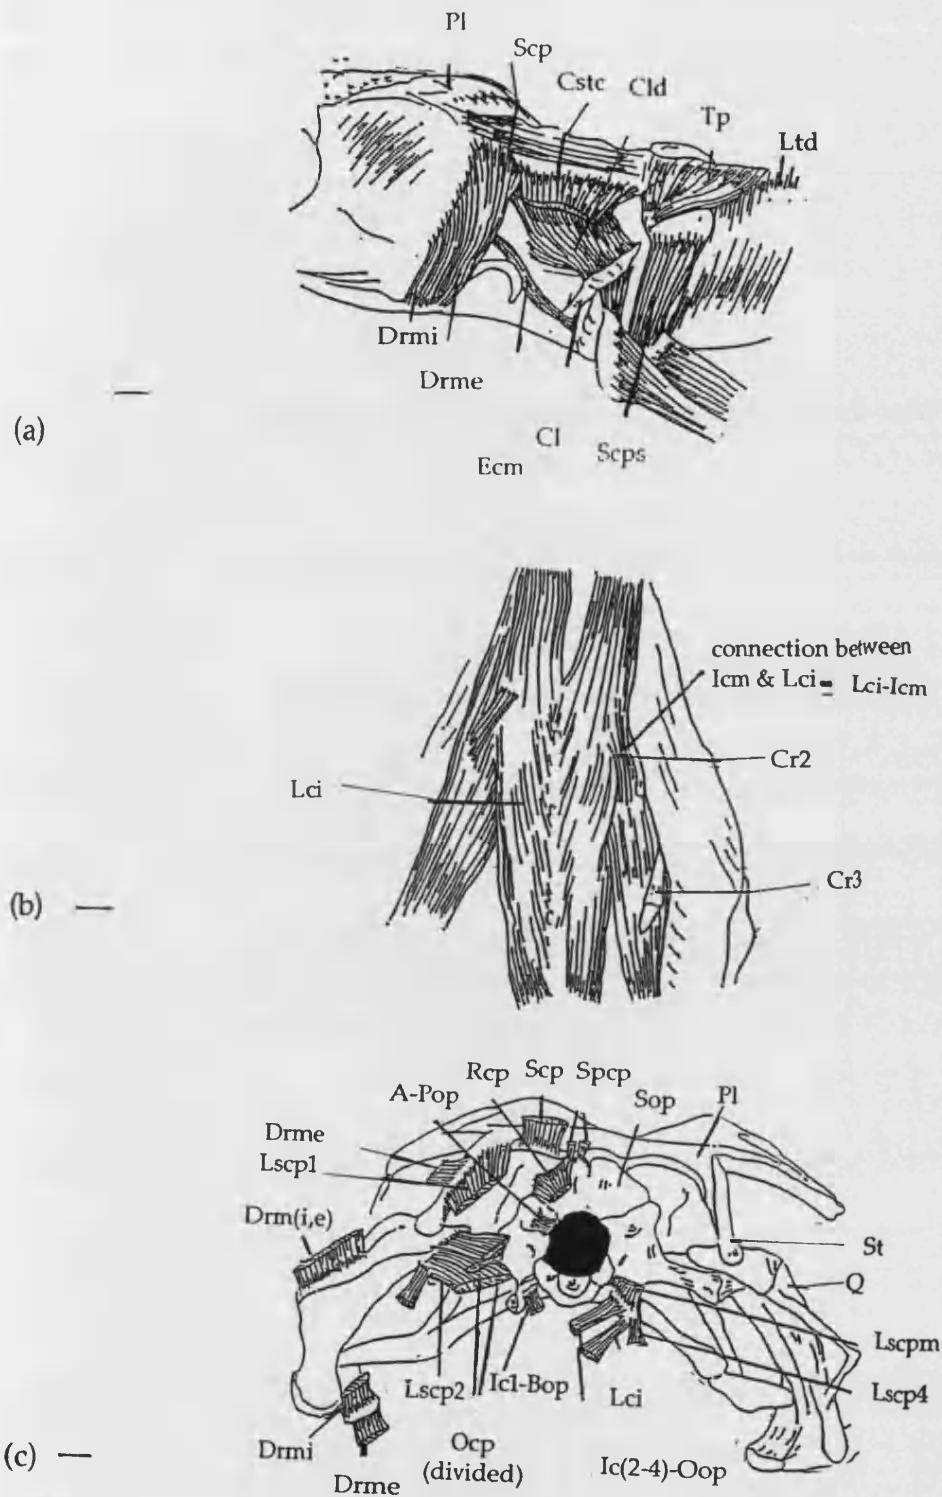 Pl
Scp
Cstc Cld
Tp
Ltd
Drmi
Drme
(a)
Cl
Scps
Ecm
connection between
Icm & Lci = Lci-Icm
Cr2
Lci
Cr3
(b)
Rcp Scp Spcp
A-Pop Sop Pl
Drme
Lscp1
Drm(i,e)
St
Q
Lscpm
Lscp2 Ic1-Bop Lci Lscp4
Drmi Ocp Ic(2-4)-Oop
(c)
Drme (divided)